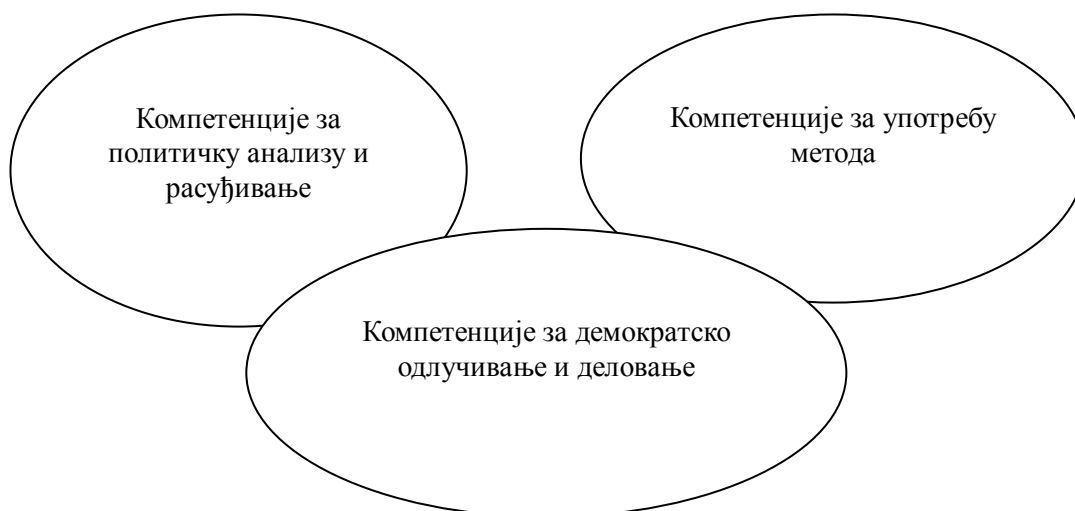 Компетенције за
политичку анализу и
расуђивање
Компетенције за употребу
метода
Компетенције за демократско
одлучивање и деловање